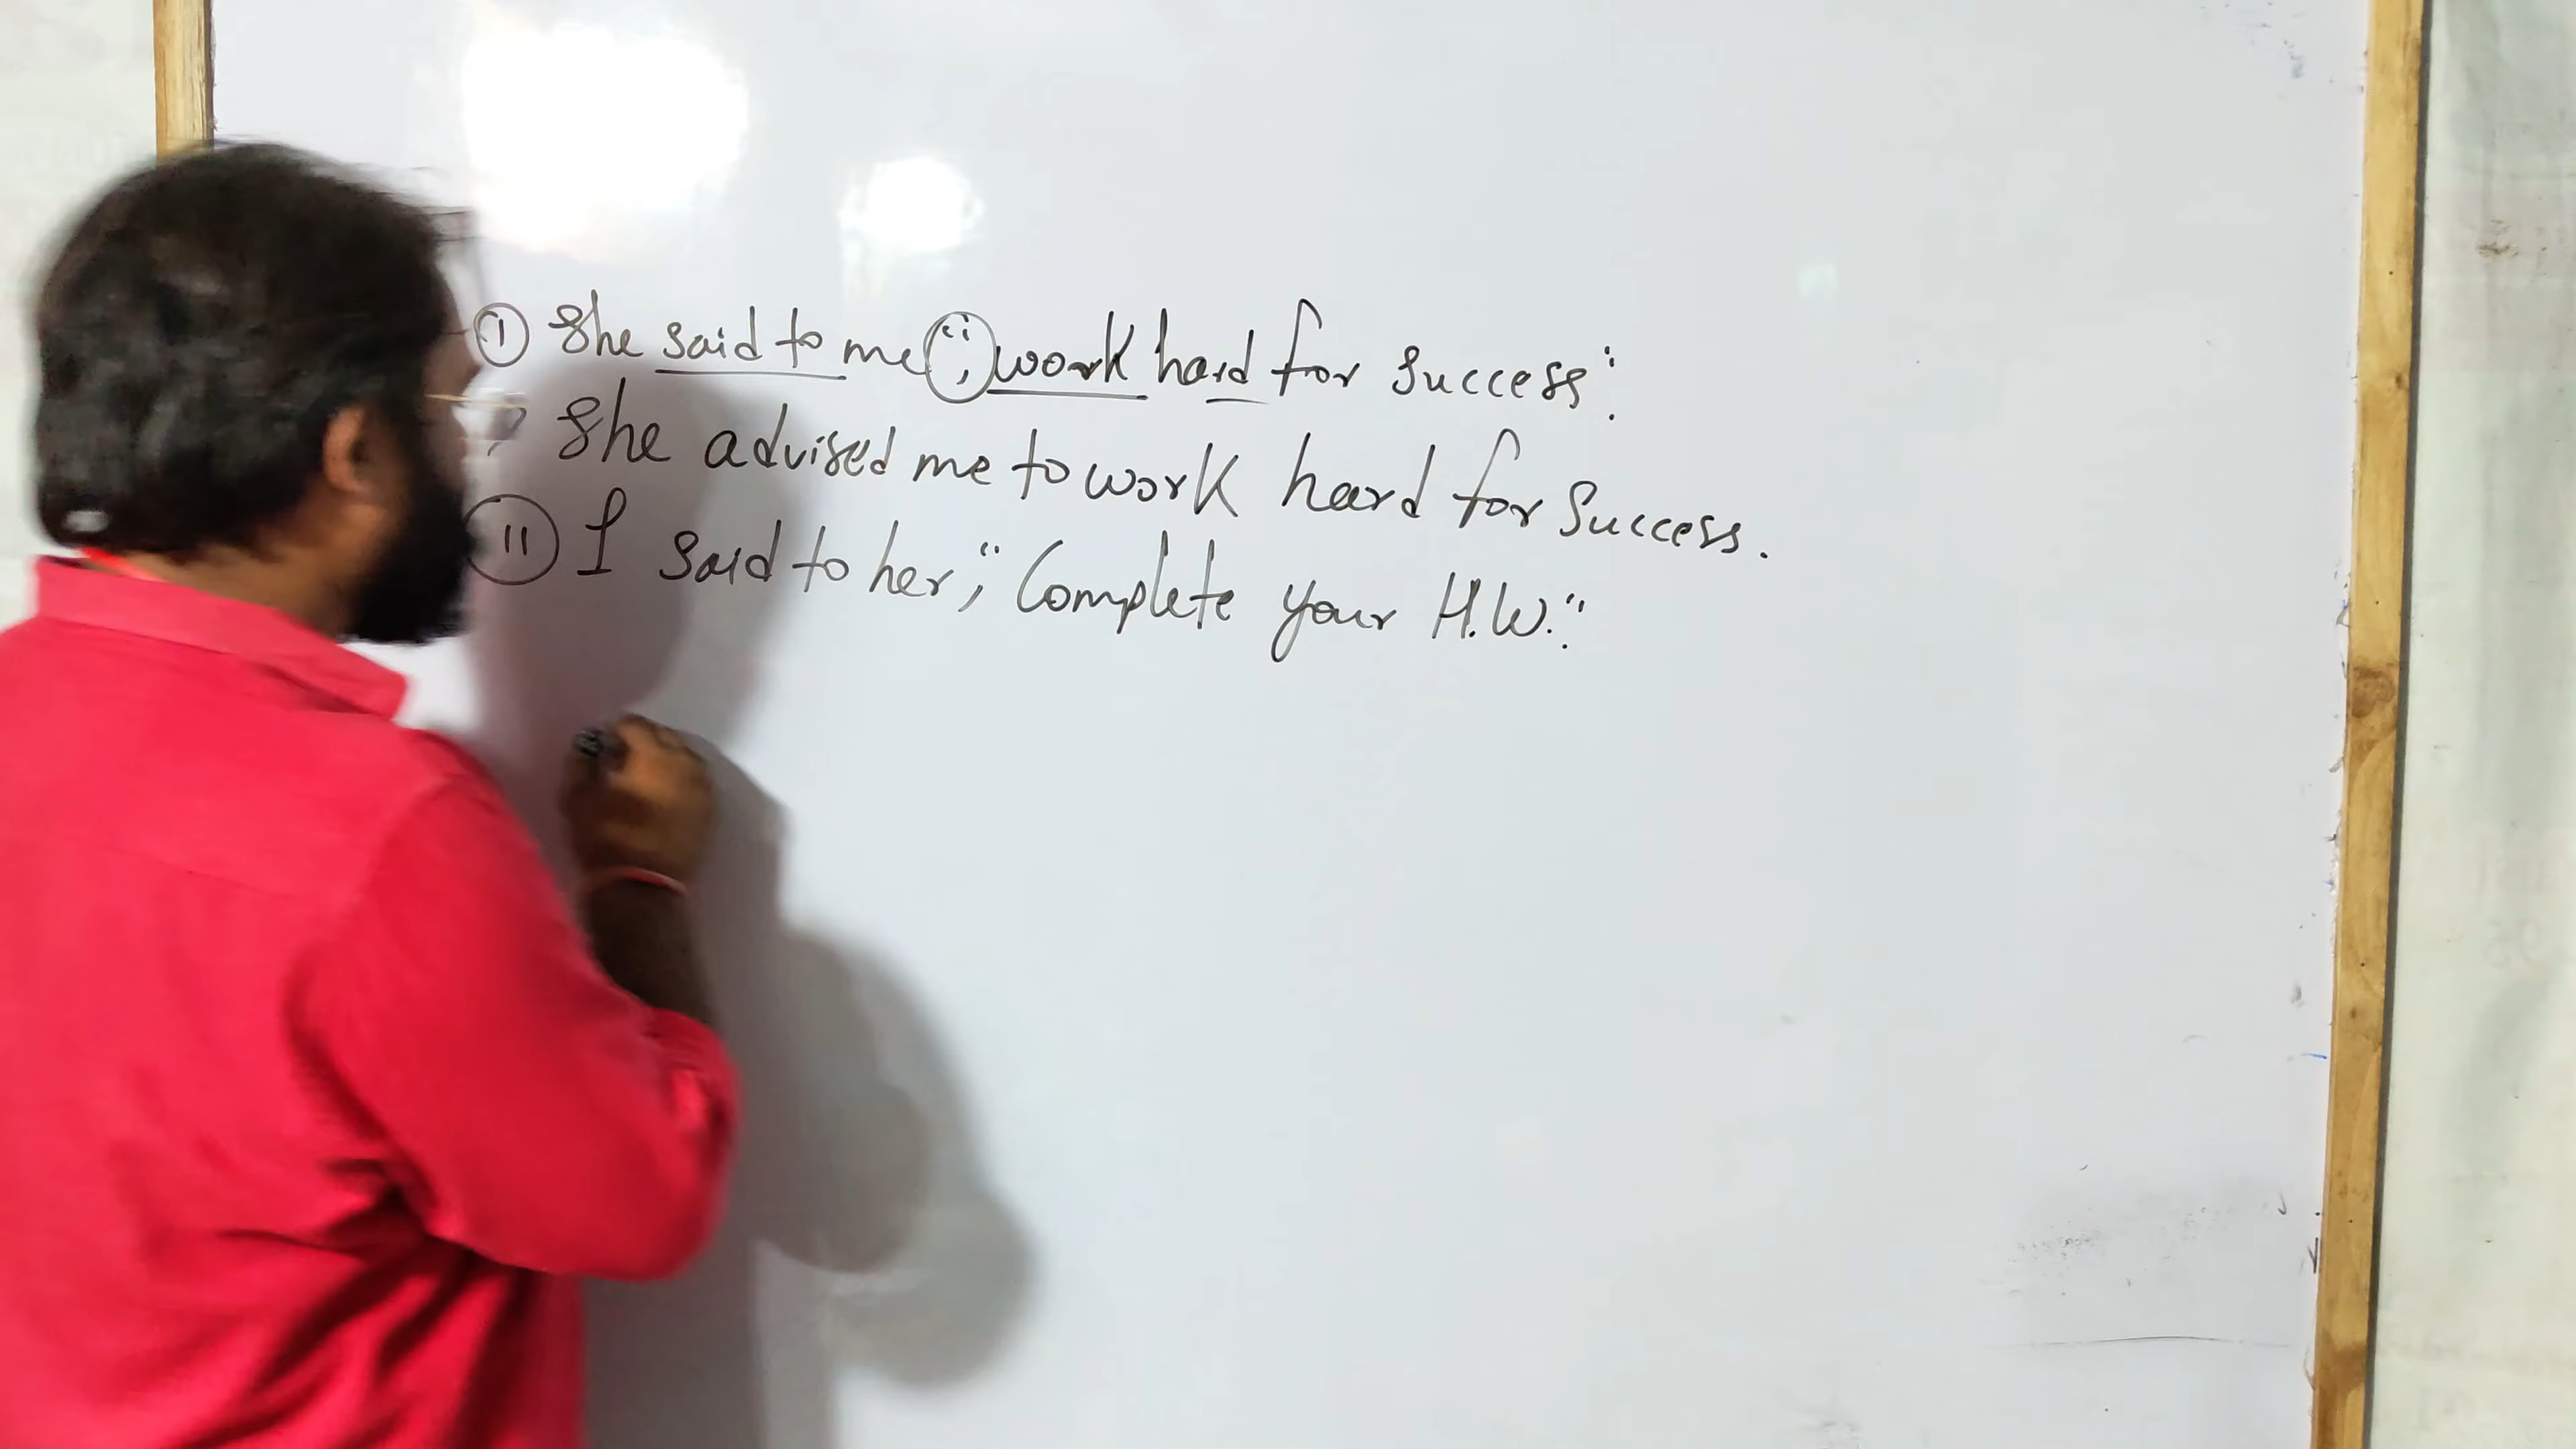 ① She said to me, "work hard for success."
She advised me to work hard for success.
⑪ I said to her, "Complete your H.W."